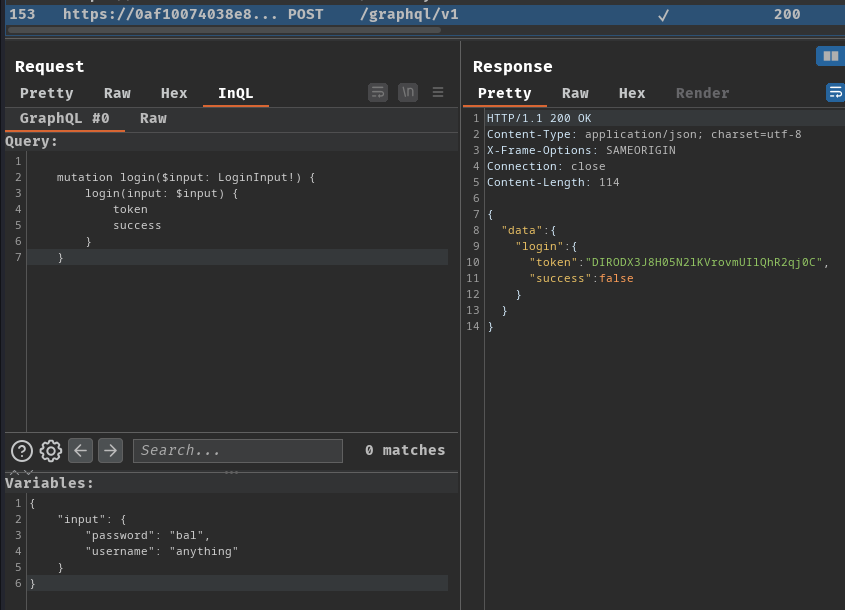 153 https://0af10074038e8... POST /graphql/v1 ✓ 200
Request
Pretty Raw Hex InQL \n
GraphQL #0 Raw
Query:
1
2 mutation login($input: LoginInput!) {
3 login(input: $input) {
4 token
5 success
6 }
7 }
? Search... 0 matches
Variables:
1 {
2 "input": {
3 "password": "bal",
4 "username": "anything"
5 }
6 }
Response
Pretty Raw Hex Render
1 HTTP/1.1 200 OK
2 Content-Type: application/json; charset=utf-8
3 X-Frame-Options: SAMEORIGIN
4 Connection: close
5 Content-Length: 114
6
7 {
8 "data":{
9 "login":{
10 "token":"DIRODX3J8H05N2lKVrovmUIlQhR2qj0C",
11 "success":false
12 }
13 }
14 }